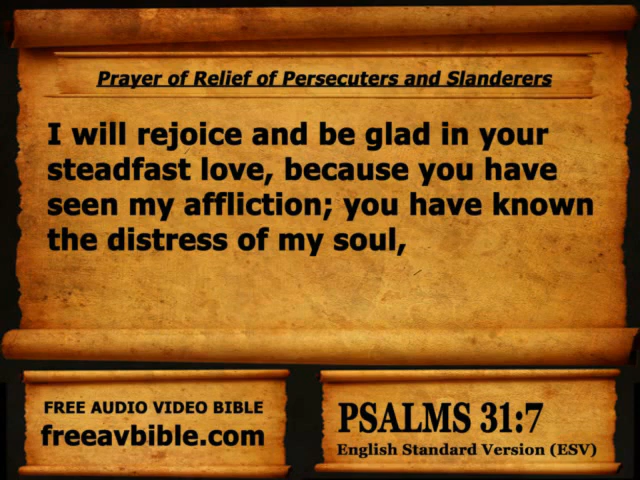 Prayer of Relief of Persecuters and Slanderers
I will rejoice and be glad in your
steadfast love, because you have
seen my affliction; you have known
the distress of my soul,
FREE AUDIO VIDEO BIBLE
freeavbible.com
PSALMS 31:7
English Standard Version (ESV)